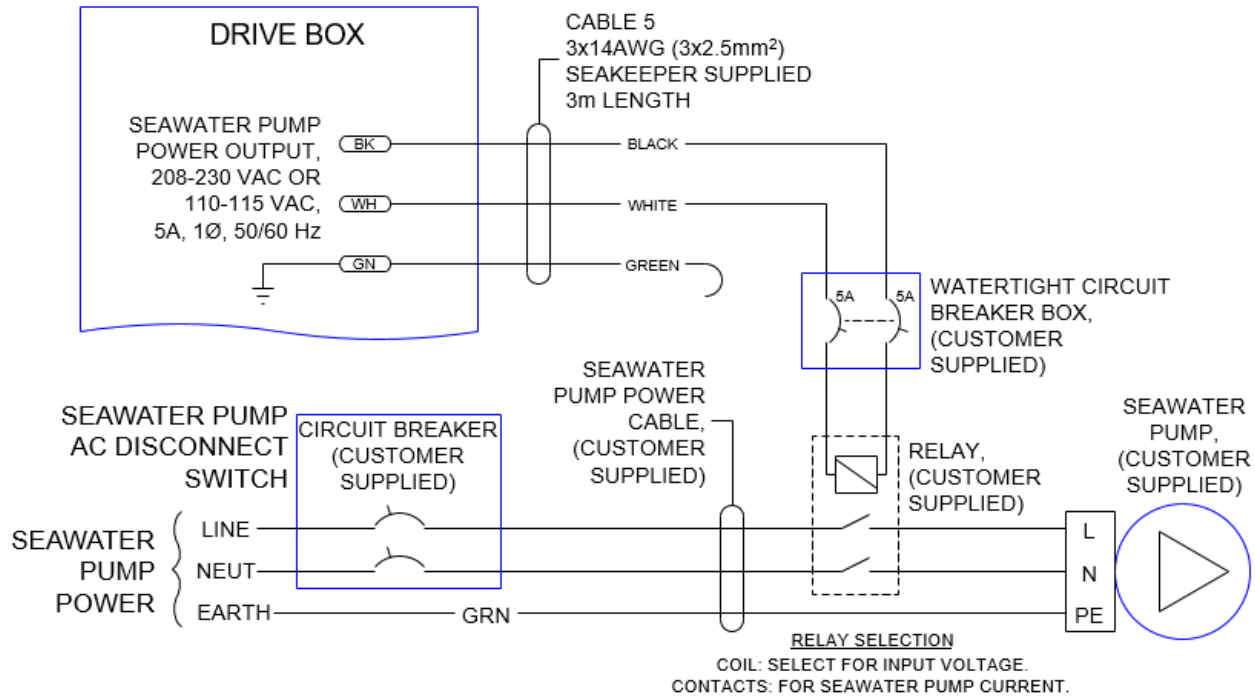 DRIVE BOX
SEAWATER PUMP
POWER OUTPUT,
208-230 VAC OR
110-115 VAC,
5A, 1Ø, 50/60 Hz
BK
WH
GN
CABLE 5
3x14AWG (3x2.5mm²)
SEAKEEPER SUPPLIED
3m LENGTH
BLACK
WHITE
GREEN
5A
5A
WATERTIGHT CIRCUIT
BREAKER BOX,
(CUSTOMER
SUPPLIED)
SEAWATER PUMP
AC DISCONNECT
SWITCH
CIRCUIT BREAKER
(CUSTOMER
SUPPLIED)
SEAWATER
PUMP POWER
CABLE,
(CUSTOMER
SUPPLIED)
RELAY,
(CUSTOMER
SUPPLIED)
SEAWATER
PUMP,
(CUSTOMER
SUPPLIED)
SEAWATER
PUMP
POWER
LINE
NEUT
EARTH
GRN
L
N
PE
RELAY SELECTION
COIL: SELECT FOR INPUT VOLTAGE.
CONTACTS: FOR SEAWATER PUMP CURRENT.